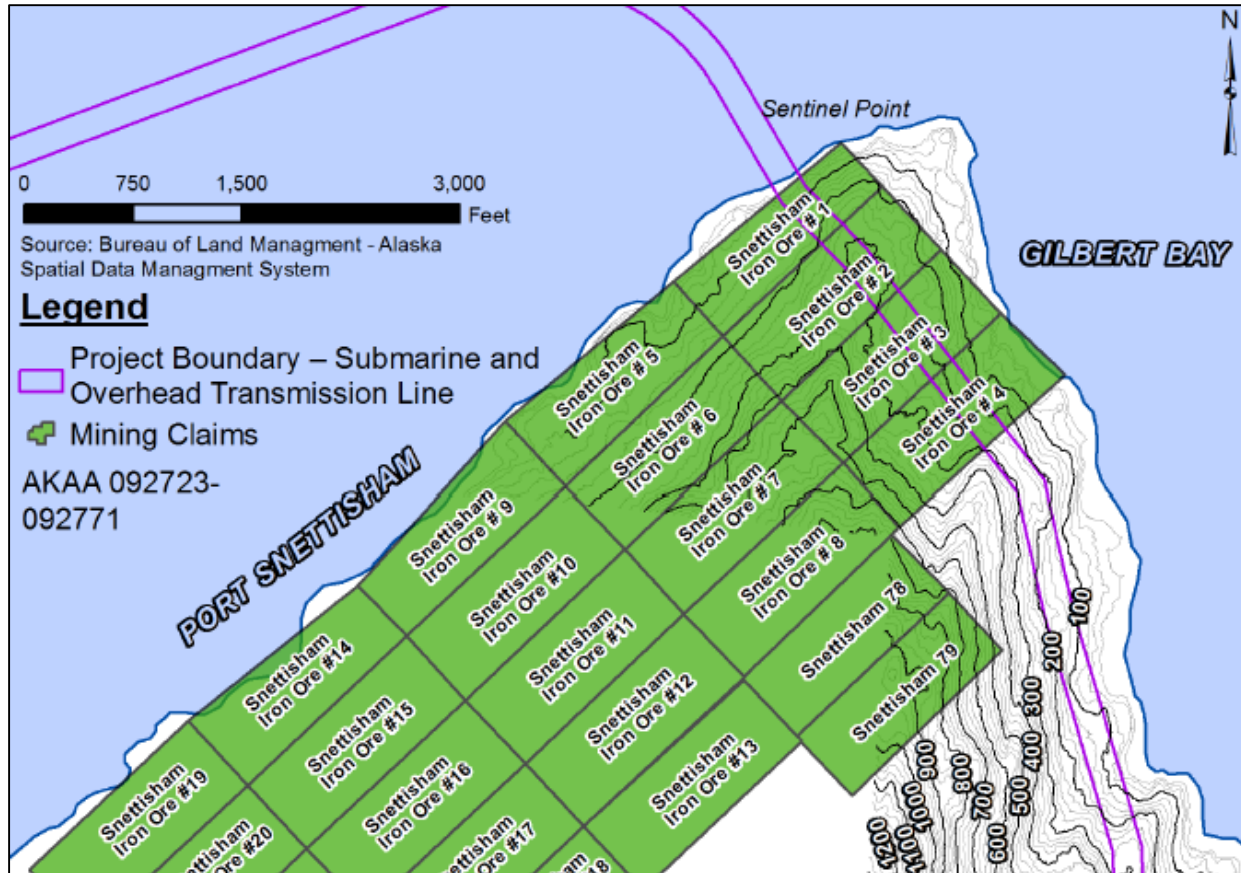 N
Sentinel Point
0 750 1,500 3,000
Feet
Source: Bureau of Land Managment - Alaska
Spatial Data Managment System
Legend
Project Boundary – Submarine and
Overhead Transmission Line
Mining Claims
AKAA 092723-
092771
GILBERT BAY
PORT SNETTISHAM
Snettisham
Iron Ore # 1
Snettisham
Iron Ore # 2
Snettisham
Iron Ore # 3
Snettisham
Iron Ore # 4
Snettisham
Iron Ore # 5
Snettisham
Iron Ore # 6
Snettisham
Iron Ore # 7
Snettisham
Iron Ore # 8
Snettisham
Iron Ore # 9
Snettisham
Iron Ore #10
Snettisham
Iron Ore #11
Snettisham
Iron Ore #12
Snettisham
Iron Ore #13
Snettisham
Iron Ore #14
Snettisham
Iron Ore #15
Snettisham
Iron Ore #16
Snettisham
Iron Ore #17
Snettisham
Iron Ore #19
Ore #20
Snettisham 78
Snettisham 79
100
200
300
400
500
600
700
800
900
1000
1100
1200